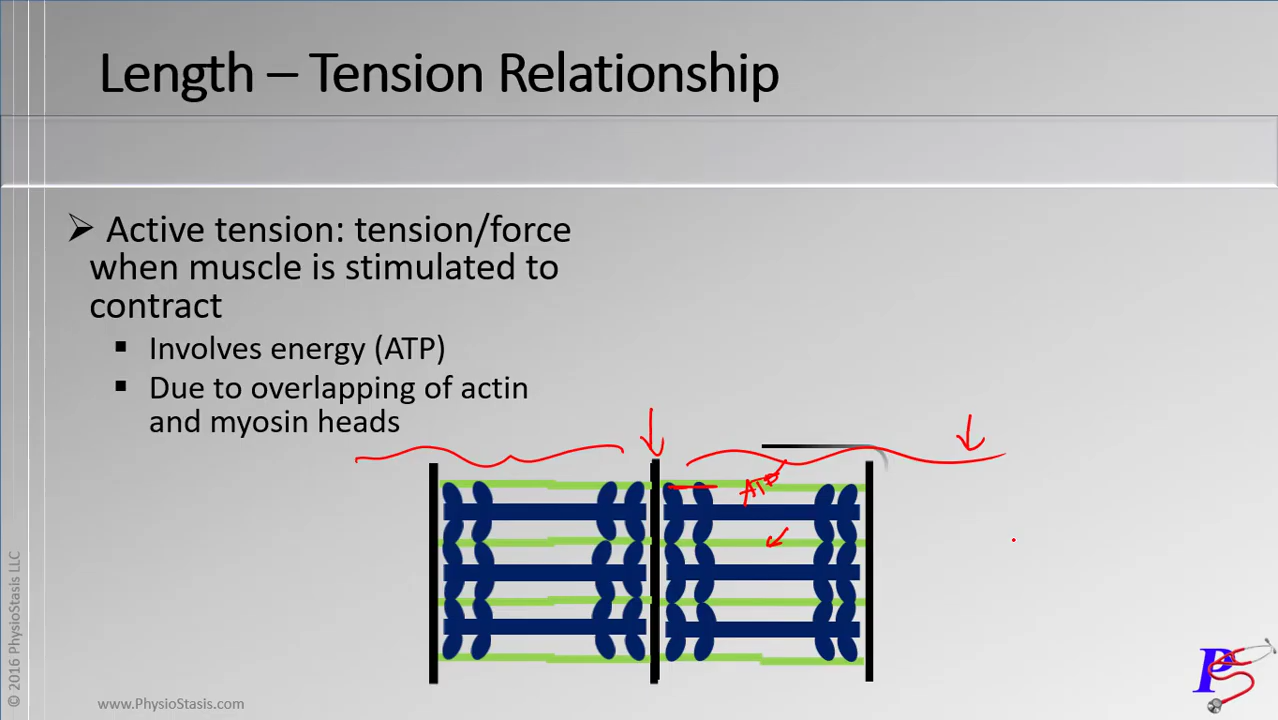 Length – Tension Relationship
Active tension: tension/force
when muscle is stimulated to
contract
Involves energy (ATP)
Due to overlapping of actin
and myosin heads
ATP
© 2016 PhysioStasis LLC
www.PhysioStasis.com
PS